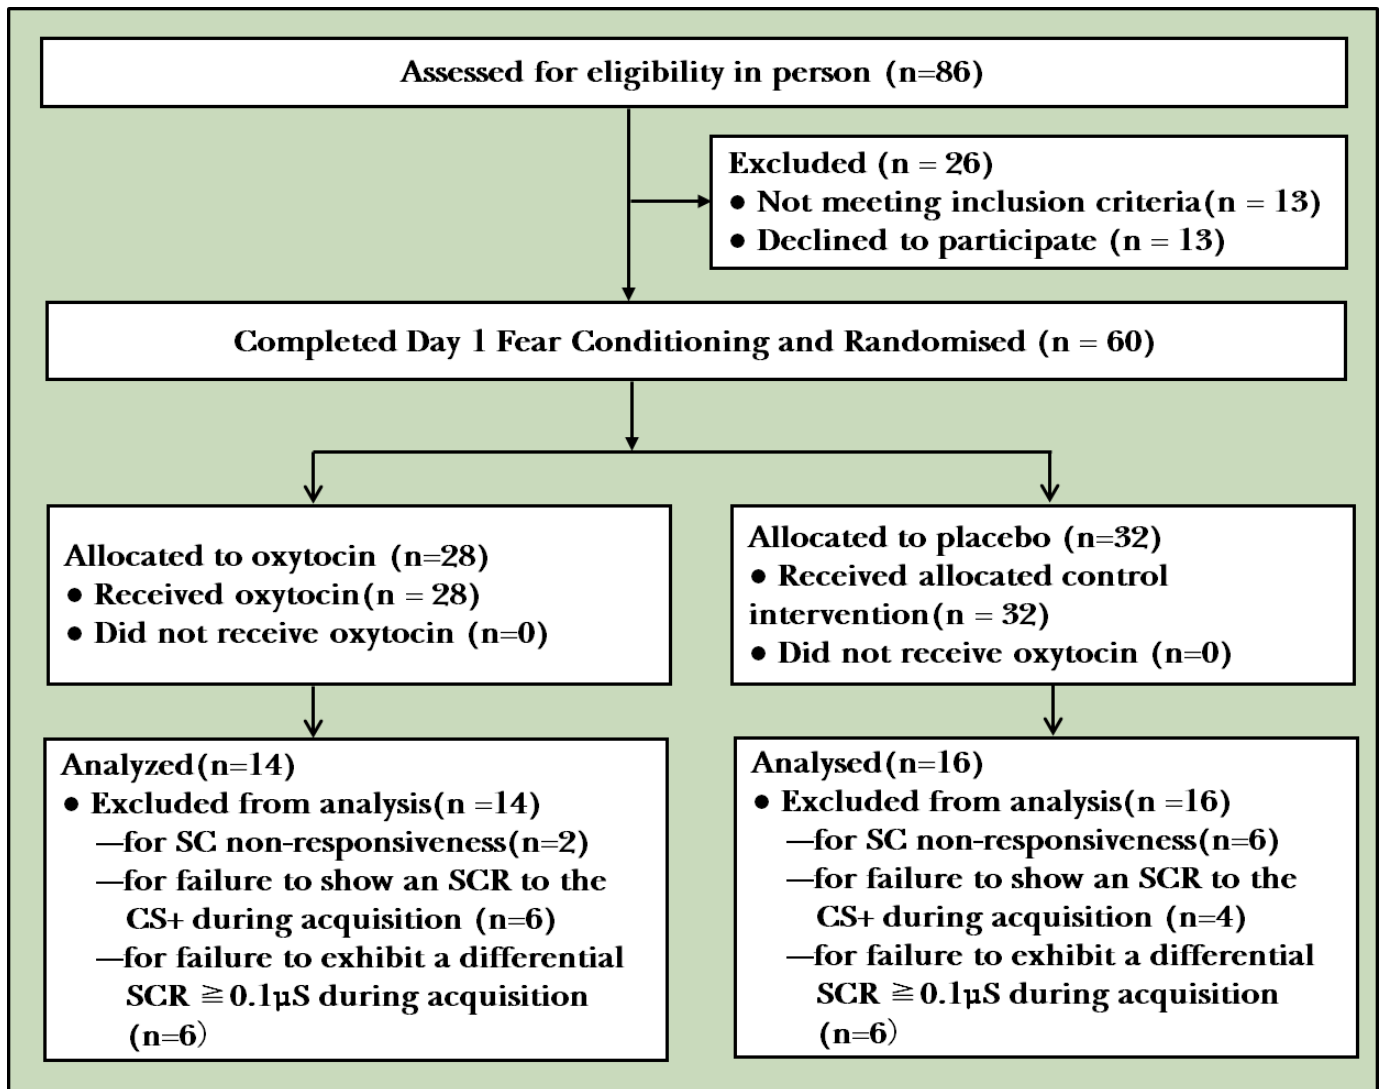 Assessed for eligibility in person (n=86)
Excluded (n = 26)
● Not meeting inclusion criteria(n = 13)
● Declined to participate (n = 13)
Completed Day 1 Fear Conditioning and Randomised (n = 60)
Allocated to oxytocin (n=28)
● Received oxytocin(n = 28)
● Did not receive oxytocin (n=0)
Allocated to placebo (n=32)
● Received allocated control
intervention(n = 32)
● Did not receive oxytocin (n=0)
Analyzed(n=14)
● Excluded from analysis(n =14)
—for SC non-responsiveness(n=2)
—for failure to show an SCR to the
CS+ during acquisition (n=6)
—for failure to exhibit a differential
SCR ≧0.1µS during acquisition
(n=6)
Analysed(n=16)
● Excluded from analysis(n =16)
—for SC non-responsiveness(n=6)
—for failure to show an SCR to the
CS+ during acquisition (n=4)
—for failure to exhibit a differential
SCR ≧0.1µS during acquisition
(n=6)